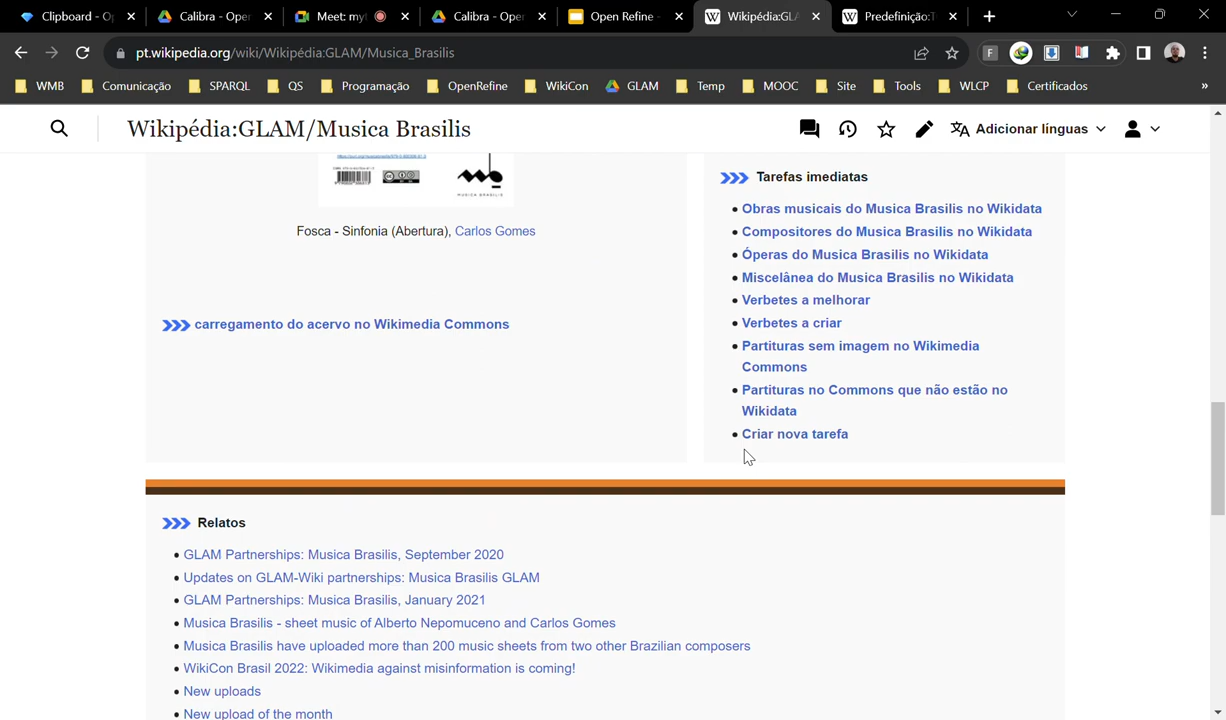 Clipboard - Op
Calibra - Oper
Meet: my
Calibra - Oper
Open Refine -
Wikipédia:GLA
Predefinição:T
pt.wikipedia.org/wiki/Wikipédia:GLAM/Musica_Brasilis
WMB
Comunicação
SPARQL
QS
Programação
OpenRefine
WikiCon
GLAM
Temp
MOOC
Site
Tools
WLCP
Certificados
»
Wikipédia:GLAM/Musica Brasilis
Adicionar línguas
MUSICA BRASILIS
Fosca - Sinfonia (Abertura), Carlos Gomes
carregamento do acervo no Wikimedia Commons
Tarefas imediatas
Obras musicais do Musica Brasilis no Wikidata
Compositores do Musica Brasilis no Wikidata
Óperas do Musica Brasilis no Wikidata
Miscelânea do Musica Brasilis no Wikidata
Verbetes a melhorar
Verbetes a criar
Partituras sem imagem no Wikimedia
Commons
Partituras no Commons que não estão no
Wikidata
Criar nova tarefa
Relatos
GLAM Partnerships: Musica Brasilis, September 2020
Updates on GLAM-Wiki partnerships: Musica Brasilis GLAM
GLAM Partnerships: Musica Brasilis, January 2021
Musica Brasilis - sheet music of Alberto Nepomuceno and Carlos Gomes
Musica Brasilis have uploaded more than 200 music sheets from two other Brazilian composers
WikiCon Brasil 2022: Wikimedia against misinformation is coming!
New uploads
New upload of the month